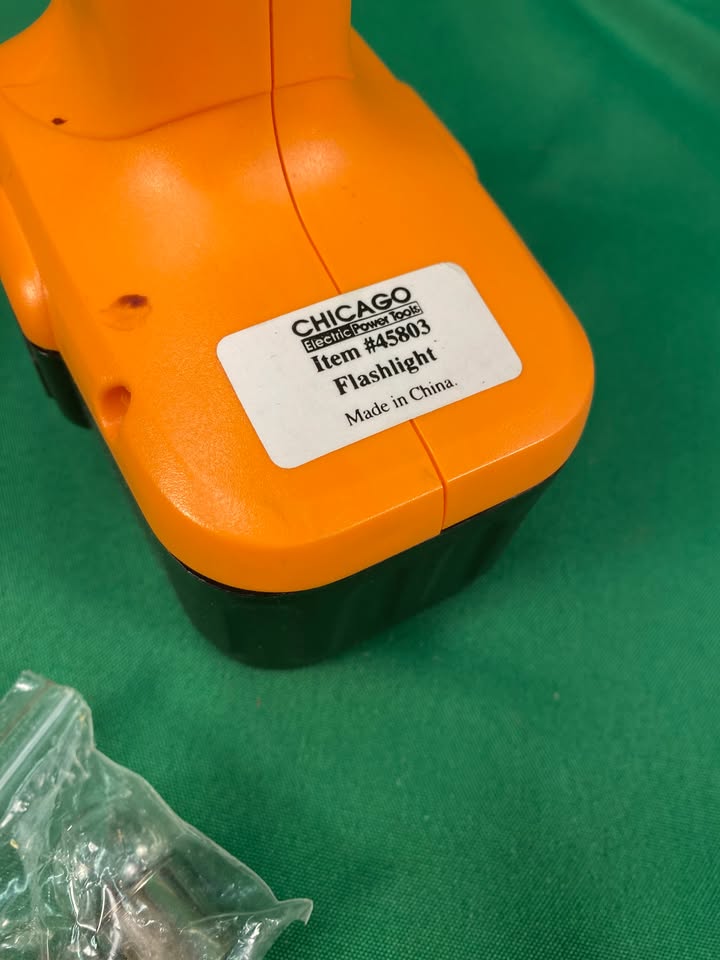 CHICAGO
Electric Power Tools
Item #45803
Flashlight
Made in China.